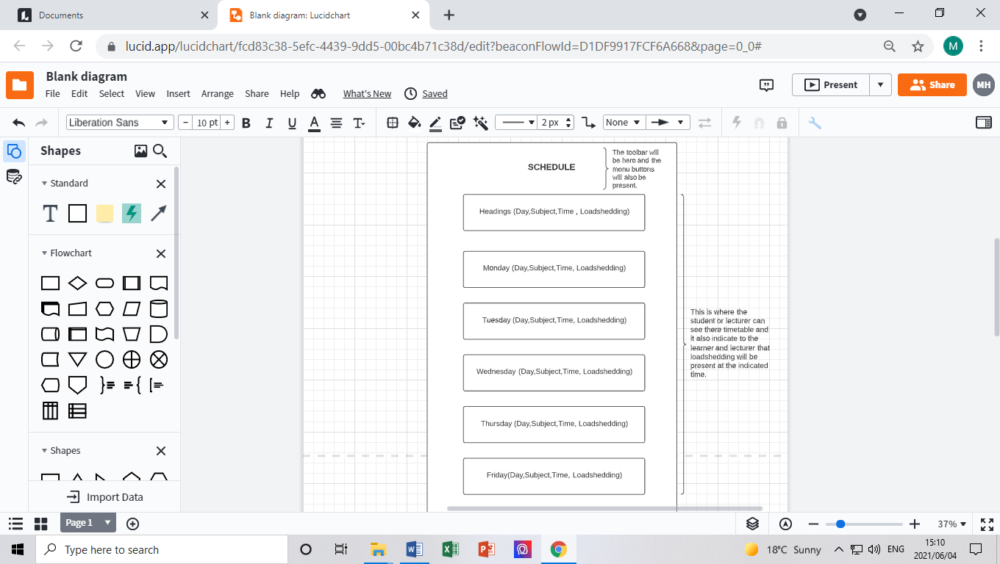 Documents
Blank diagram: Lucidchart
lucid.app/lucidchart/fcd83c38-5efc-4439-9dd5-00bc4b71c38d/edit?beaconFlowId=D1DF9917FCF6A668&page=0_0#
M
Blank diagram
File Edit Select View Insert Arrange Share Help What's New Saved
Present
Share
MH
Liberation Sans
− 10 pt +
B I U A T
2 px
None
Shapes
Standard
T
Flowchart
Shapes
Import Data
SCHEDULE
The toolbar will
be here and the
menu buttons
will also be
present.
Headings (Day,Subject,Time , Loadshedding)
Monday (Day,Subject,Time, Loadshedding)
Tuesday (Day,Subject,Time, Loadshedding)
Wednesday (Day,Subject,Time, Loadshedding)
Thursday (Day,Subject,Time, Loadshedding)
Friday(Day,Subject,Time, Loadshedding)
This is where the
student or lecturer can
see there timetable and
it also indicate to the
learner and lecturer that
loadshedding will be
present at the indicated
time.
Page 1
37%
Type here to search
18°C Sunny
ENG
15:10
2021/06/04